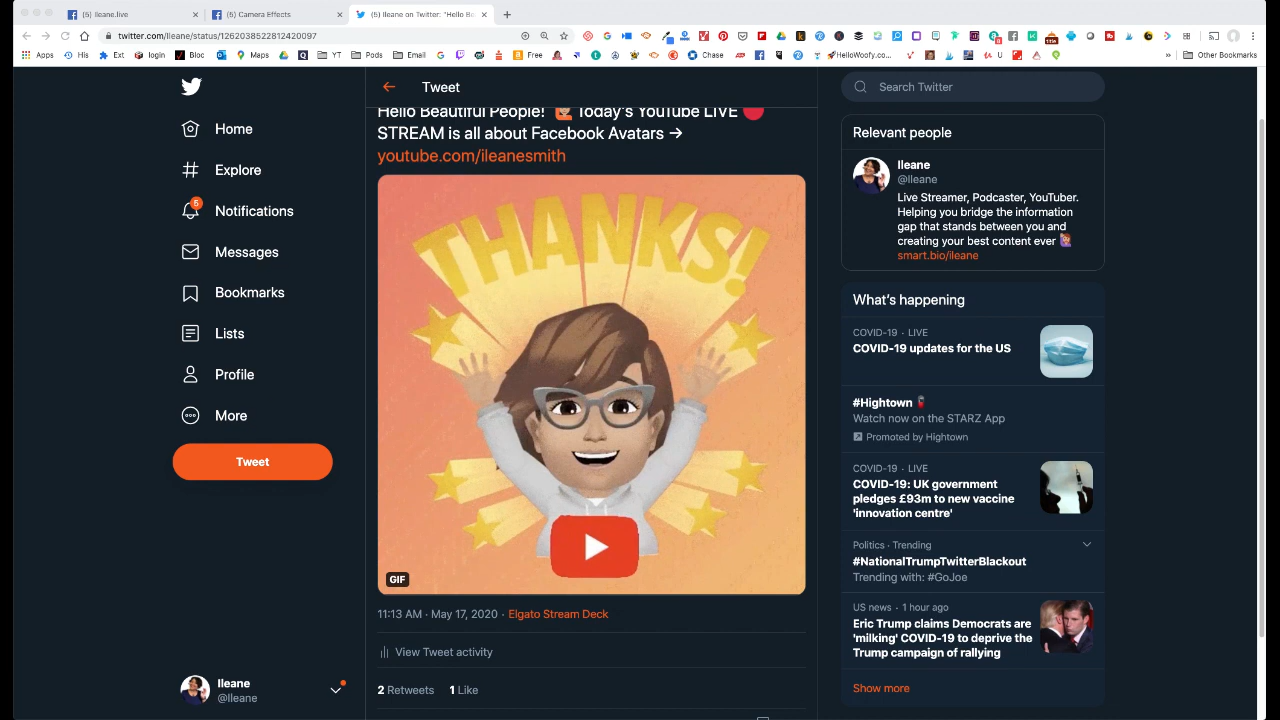 (5) Ileane.live
(5) Camera Effects
(5) Ileane on Twitter: "Hello Be
twitter.com/Ileane/status/1262038522812420097
Apps
His
Ext
login
Bloc
Q
YT
Pods
Email
Free
Chase
HelloWoofy.co...
U
Other Bookmarks
Home
Explore
5
Notifications
Messages
Bookmarks
Lists
Profile
More
Tweet
Ileane
@Ileane
Tweet
Hello Beautiful People! Today's YouTube LIVE
STREAM is all about Facebook Avatars →
youtube.com/ileanesmith
THANKS!
GIF
11:13 AM · May 17, 2020 · Elgato Stream Deck
View Tweet activity
2 Retweets 1 Like
Search Twitter
Relevant people
Ileane
@Ileane
Live Streamer, Podcaster, YouTuber.
Helping you bridge the information
gap that stands between you and
creating your best content ever
smart.bio/ileane
What's happening
COVID-19 · LIVE
COVID-19 updates for the US
#Hightown
Watch now on the STARZ App
Promoted by Hightown
COVID-19 · LIVE
COVID-19: UK government
pledges £93m to new vaccine
'innovation centre'
Politics · Trending
#NationalTrumpTwitterBlackout
Trending with: #GoJoe
US news · 1 hour ago
Eric Trump claims Democrats are
'milking' COVID-19 to deprive the
Trump campaign of rallying
Show more